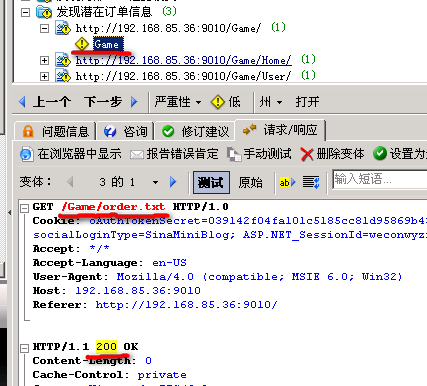 发现潜在订单信息 (3)
http://192.168.85.36:9010/Game/ (1)
Game
http://192.168.85.36:9010/Game/Home/ (1)
http://192.168.85.36:9010/Game/User/ (1)
上一个 下一步 严重性 低 州 打开
问题信息 咨询 修订建议 请求/响应
在浏览器中显示 报告错误肯定 手动测试 删除变体 设置为
变体: 3 的 1 测试 原始 ab 输入短语...
GET /Game/order.txt HTTP/1.0
Cookie: oAuthTokenSecret=039142f04fa101c5185cc81d95869b4
socialLoginType=SinaMiniBlog; ASP.NET_SessionId=weconwyz
Accept: */*
Accept-Language: en-US
User-Agent: Mozilla/4.0 (compatible; MSIE 6.0; Win32)
Host: 192.168.85.36:9010
Referer: http://192.168.85.36:9010/
HTTP/1.1 200 OK
Content-Length: 0
Cache-Control: private